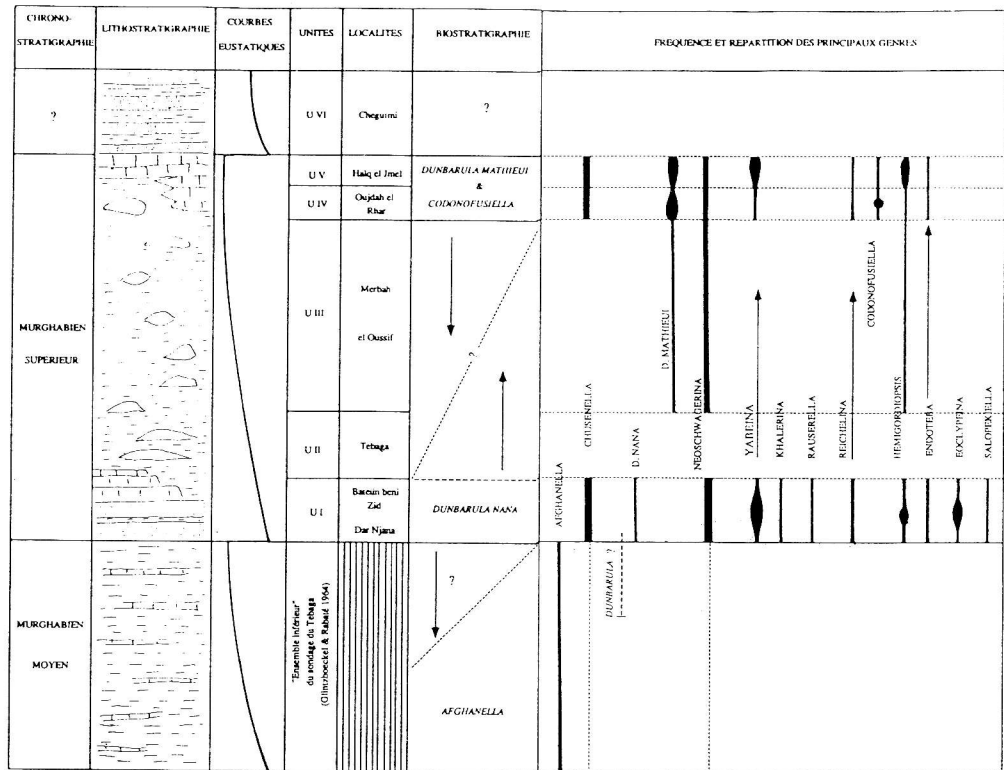 CHRONO-
STRATIGRAPHIE
LITHOSTRATIGRAPHIE
COURBES
EUSTATIQUES
UNITES
LOCALITES
BIOSTRATIGRAPHIE
FREQUENCE ET REPARTITION DES PRINCIPAUX GENRES
?
U VI
Cheguimi
?
U V
Halq el Jmel
DUNBARULA MATHIEUI
&
CODONOFUSIELLA
U IV
Oujdah el
Rhar
MURGHABIEN
SUPERIEUR
U III
Merbah
el Oussif
?
U II
Tebaga
U I
Bateun beni
Zid
Dar Njana
DUNBARULA NANA
MURGHABIEN
MOYEN
"Ensemble inférieur"
du sondage du Tebaga
(Glintzboeckel & Rabaté 1964)
?
AFGHANELLA
AFGHANELLA
CHUSENELLA
DUNBARULA ?
D. NANA
D. MATHIEUI
NEOSCHWAGERINA
YABEINA
KHALERINA
RAUSERELLA
REICHELINA
CODONOFUSIELLA
HEMIGORDIOPSIS
ENDOTEBA
EOCLYPEINA
SALOPEKIELLA